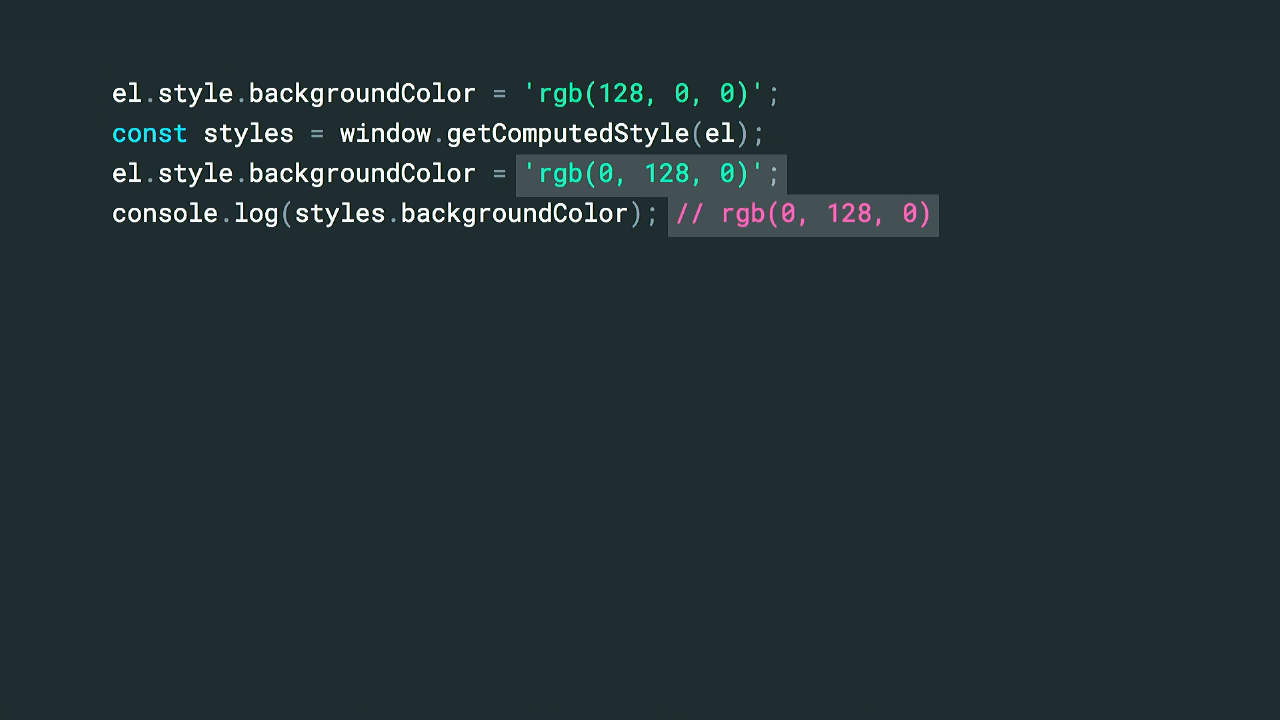 el.style.backgroundColor = 'rgb(128, 0, 0)';
const styles = window.getComputedStyle(el);
el.style.backgroundColor = 'rgb(0, 128, 0)';
console.log(styles.backgroundColor); // rgb(0, 128, 0)